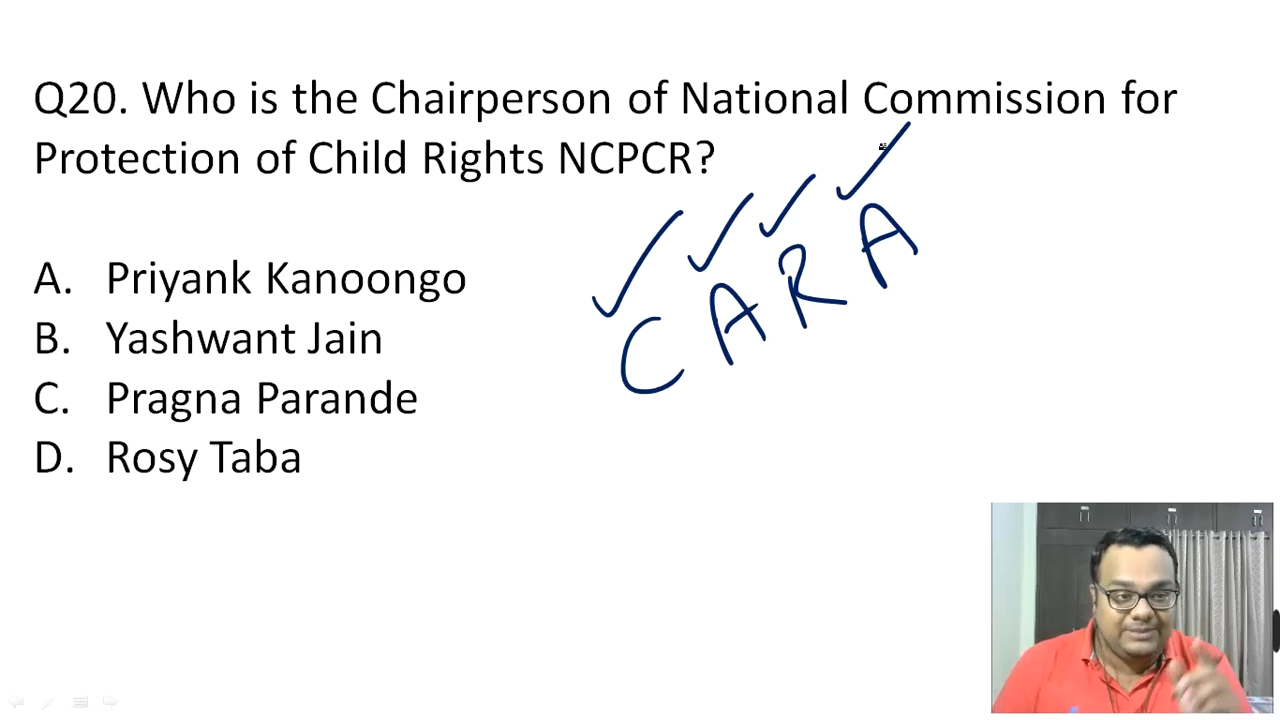 Q20. Who is the Chairperson of National Commission for
Protection of Child Rights NCPCR?
CARA
A. Priyank Kanoongo
B. Yashwant Jain
C. Pragna Parande
D. Rosy Taba